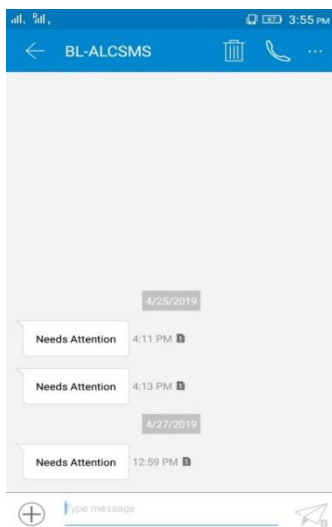 3:55 PM
BL-ALCSMS
4/25/2019
Needs Attention 4:11 PM
Needs Attention 4:13 PM
4/27/2019
Needs Attention 12:59 PM
Type message